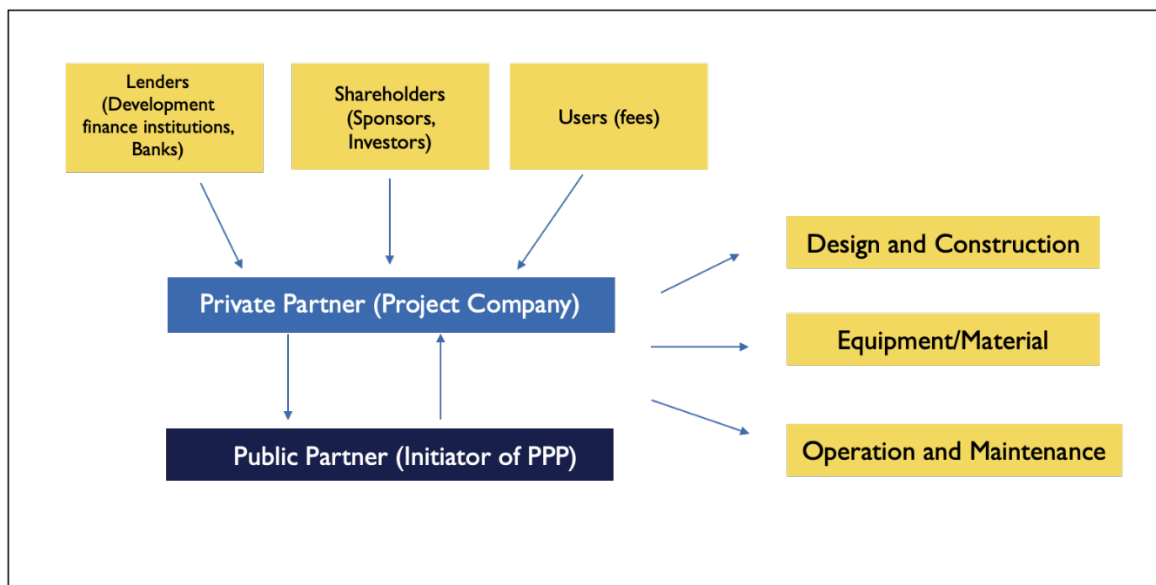 Lenders
(Development
finance institutions,
Banks)
Shareholders
(Sponsors,
Investors)
Users (fees)
Design and Construction
Private Partner (Project Company)
Equipment/Material
Operation and Maintenance
Public Partner (Initiator of PPP)